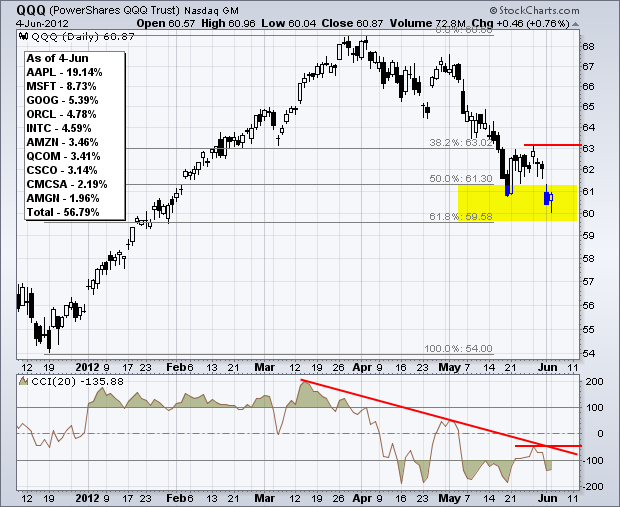 QQQ (PowerShares QQQ Trust) Nasdaq GM
© StockCharts.com
4-Jun-2012
Open 60.57 High 60.96 Low 60.04 Close 60.87 Volume 72.8M Chg +0.46 (+0.76%)
QQQ (Daily) 60.87
As of 4-Jun
AAPL - 19.14%
MSFT - 8.73%
GOOG - 5.39%
ORCL - 4.78%
INTC - 4.59%
AMZN - 3.46%
QCOM - 3.41%
CSCO - 3.14%
CMCSA - 2.19%
AMGN - 1.96%
Total - 56.79%
38.2%: 63.02
50.0%: 61.30
61.8%: 59.58
100.0%: 54.00
68
67
66
65
64
63
62
61
60
59
58
57
56
55
54
12 19 27 2012 9 17 23 Feb 6 13 21 Mar 12 19 26 Apr 9 16 23 May 7 14 21 Jun 11
CCI(20) -135.88
200
100
0
-100
-200
12 19 27 2012 9 17 23 Feb 6 13 21 Mar 12 19 26 Apr 9 16 23 May 7 14 21 Jun 11